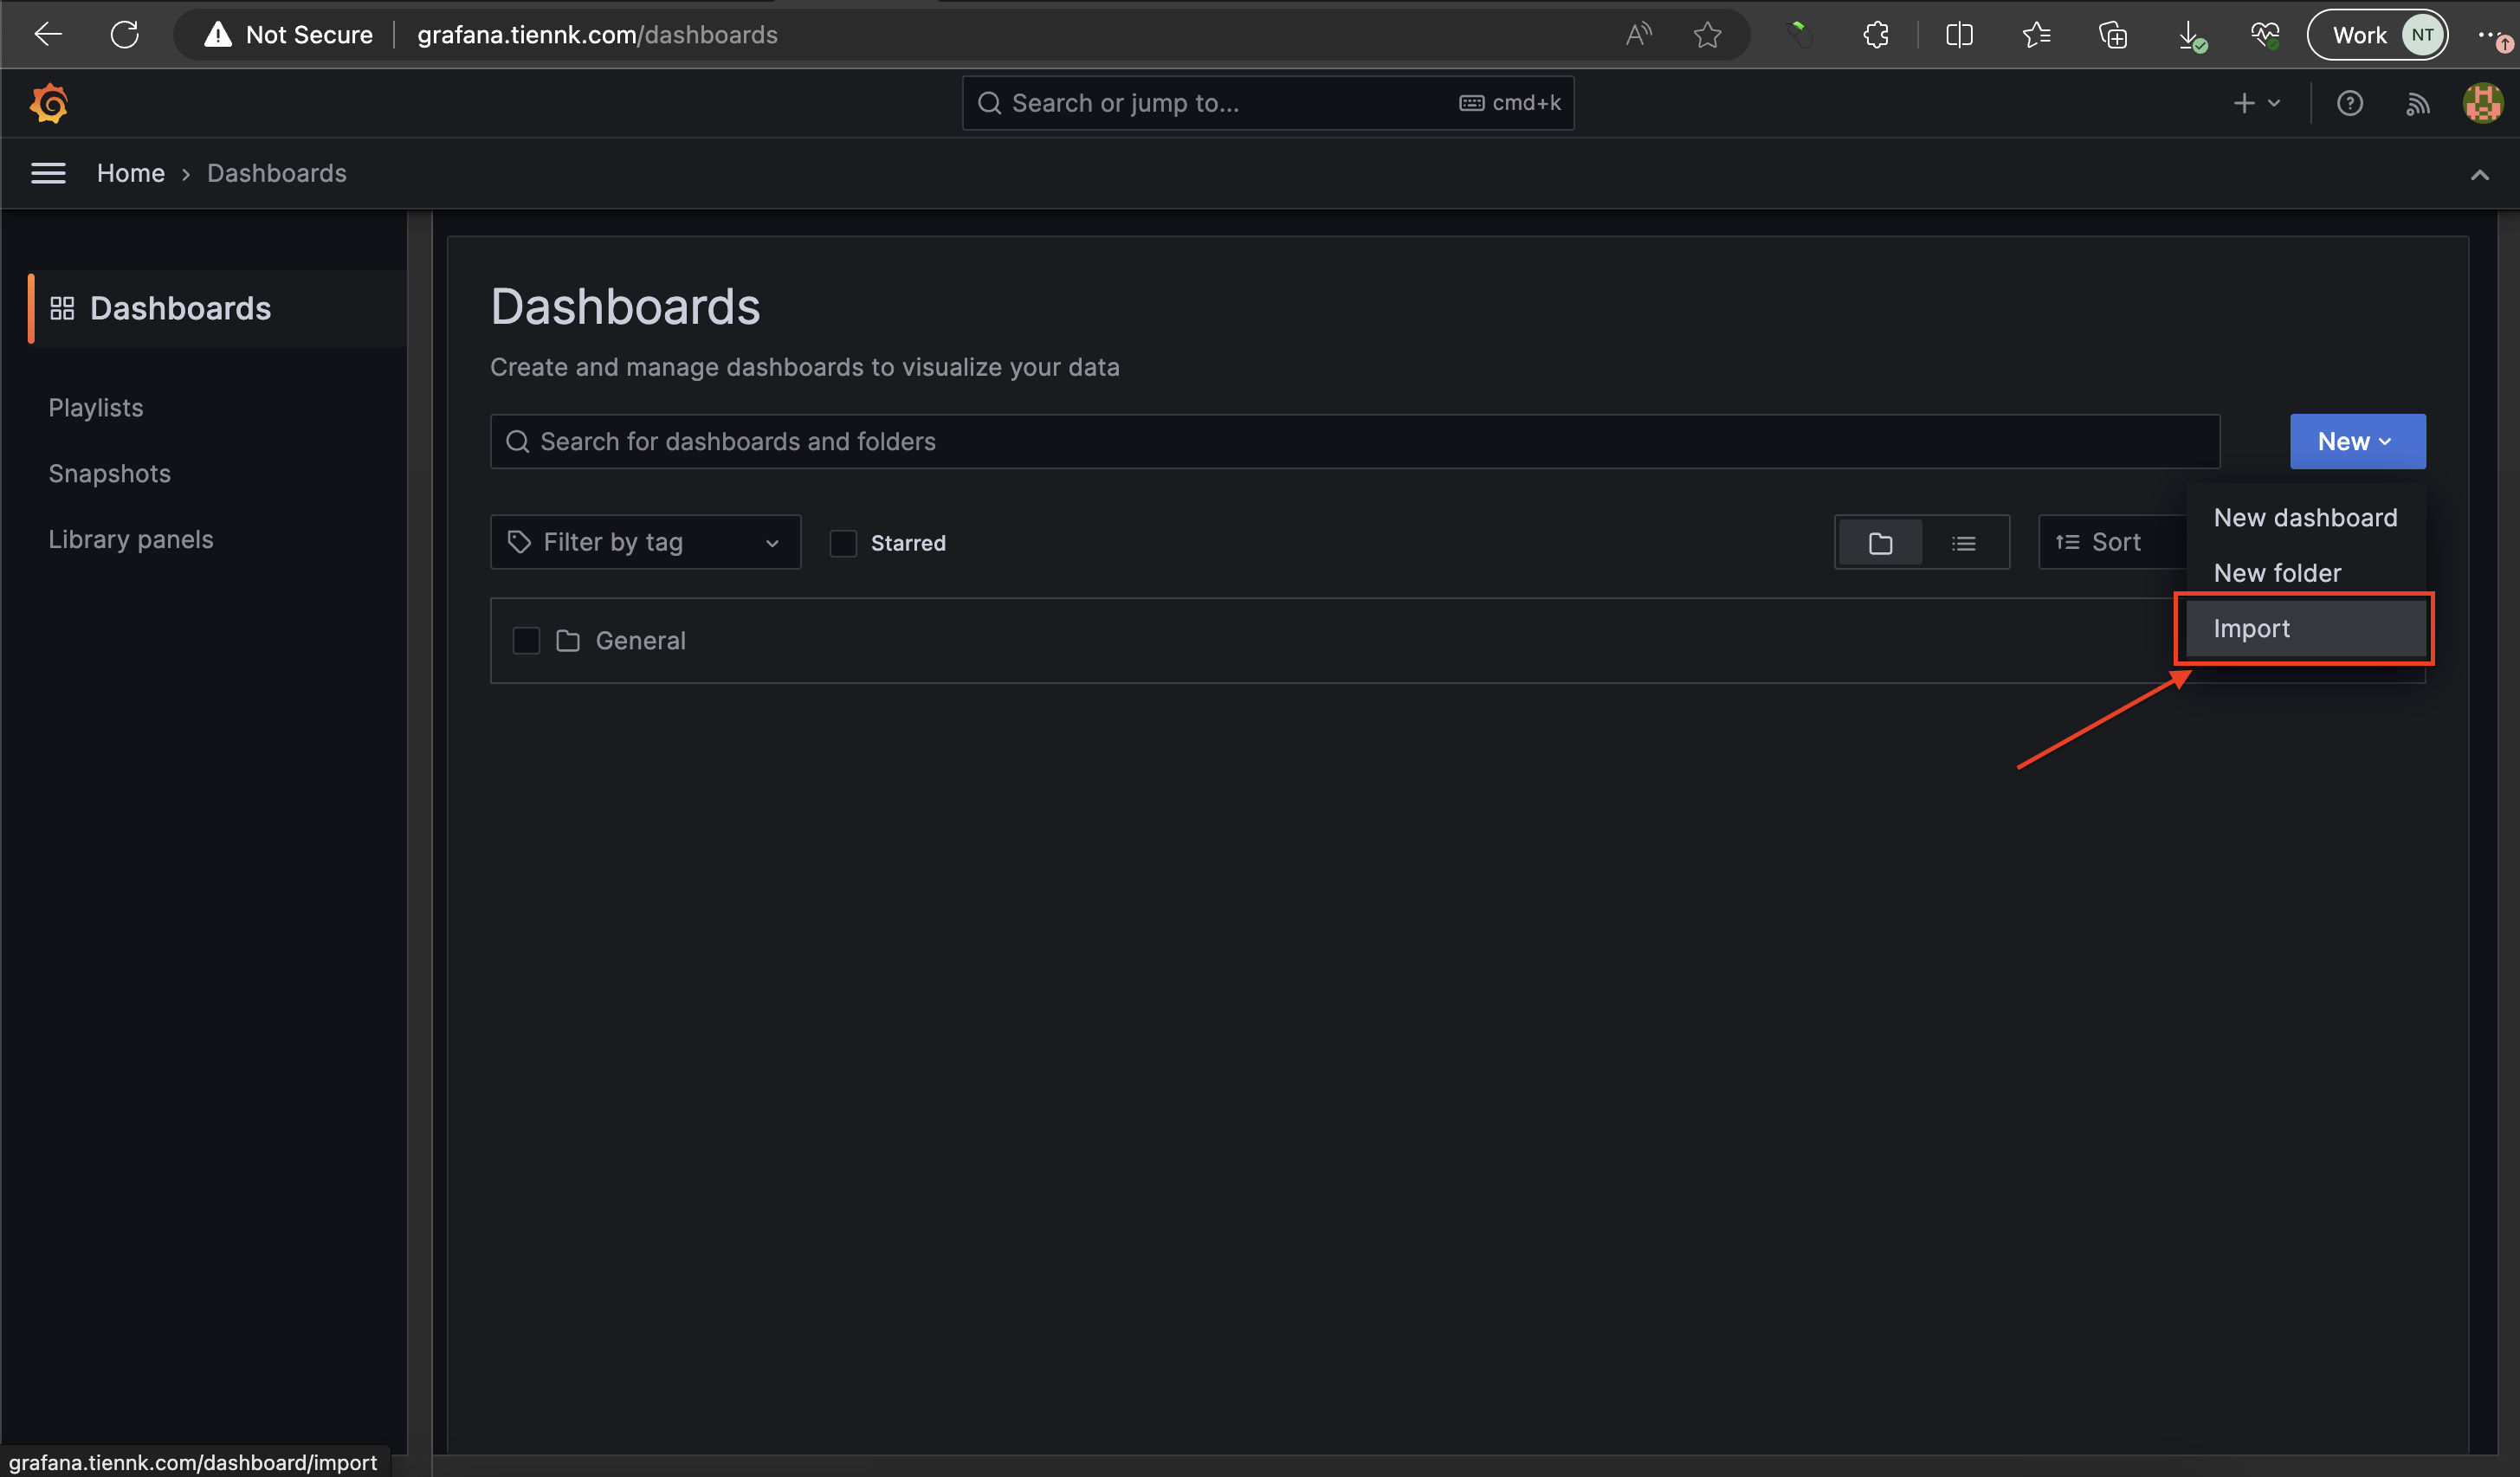 Not Secure grafana.tiennk.com/dashboards
Work NT
Search or jump to... cmd+k
Home › Dashboards
Dashboards
Playlists
Snapshots
Library panels
Dashboards
Create and manage dashboards to visualize your data
Search for dashboards and folders
New
New dashboard
New folder
Import
Filter by tag
Starred
Sort
General
grafana.tiennk.com/dashboard/import